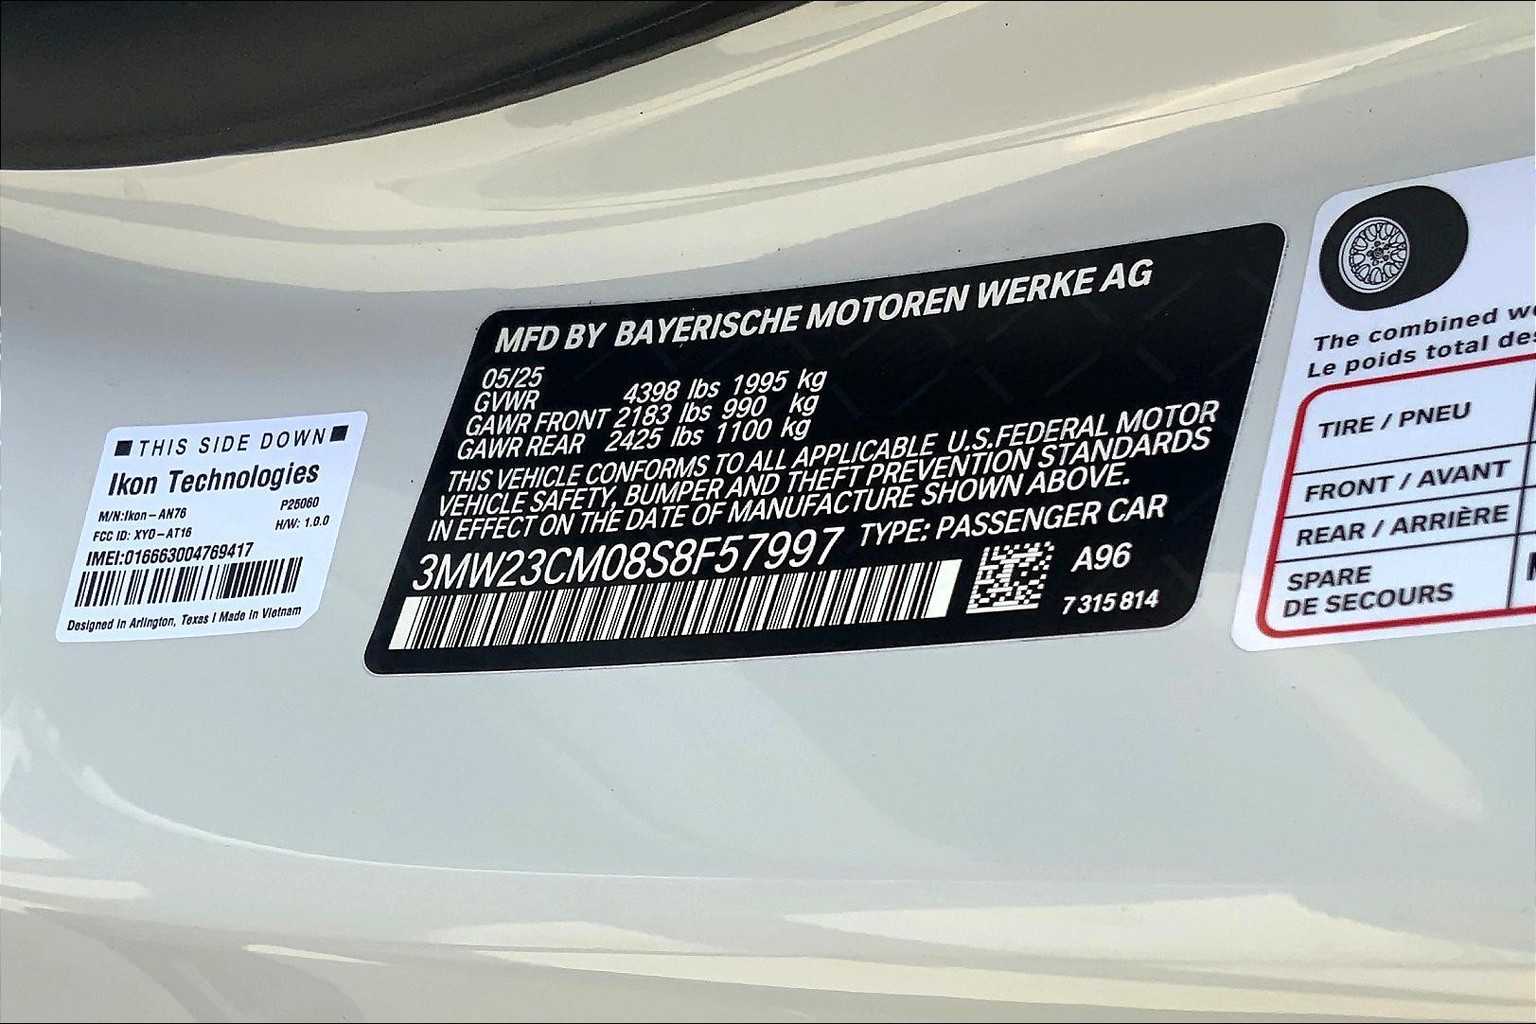 THIS SIDE DOWN
Ikon Technologies
M/N:Ikon-AN76 P25060
FCC ID: XYO-AT16 H/W: 1.0.0
IMEI:016663004769417
Designed in Arlington, Texas I Made in Vietnam
MFD BY BAYERISCHE MOTOREN WERKE AG
05/25
GVWR 4398 lbs 1995 kg
GAWR FRONT 2183 lbs 990 kg
GAWR REAR 2425 lbs 1100 kg
THIS VEHICLE CONFORMS TO ALL APPLICABLE U.S.FEDERAL MOTOR
VEHICLE SAFETY, BUMPER AND THEFT PREVENTION STANDARDS
IN EFFECT ON THE DATE OF MANUFACTURE SHOWN ABOVE.
3MW23CM08S8F57997 TYPE: PASSENGER CAR
A96
7 315 814
The combined
Le poids total
TIRE / PNEU
FRONT / AVANT
REAR / ARRIÈRE
SPARE
DE SECOURS